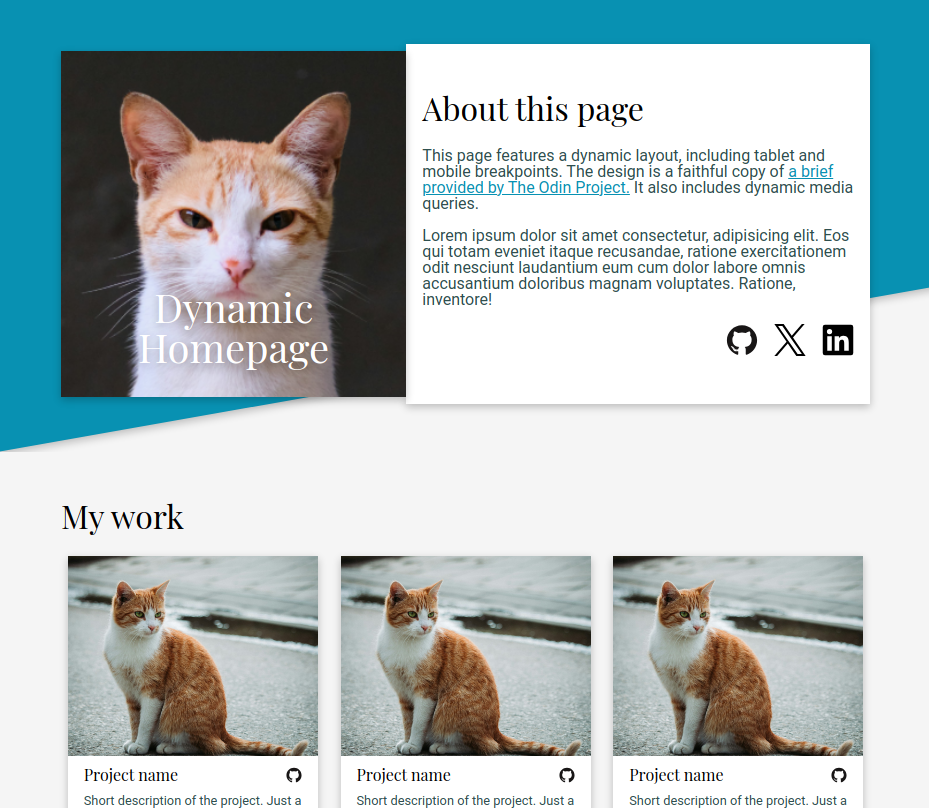 Dynamic
Homepage
About this page
This page features a dynamic layout, including tablet and
mobile breakpoints. The design is a faithful copy of a brief
provided by The Odin Project. It also includes dynamic media
queries.
Lorem ipsum dolor sit amet consectetur, adipisicing elit. Eos
qui totam eveniet itaque recusandae, ratione exercitationem
odit nesciunt laudantium eum cum dolor labore omnis
accusantium doloribus magnam voluptates. Ratione,
inventore!
My work
Project name
Short description of the project. Just a
Project name
Short description of the project. Just a
Project name
Short description of the project. Just a